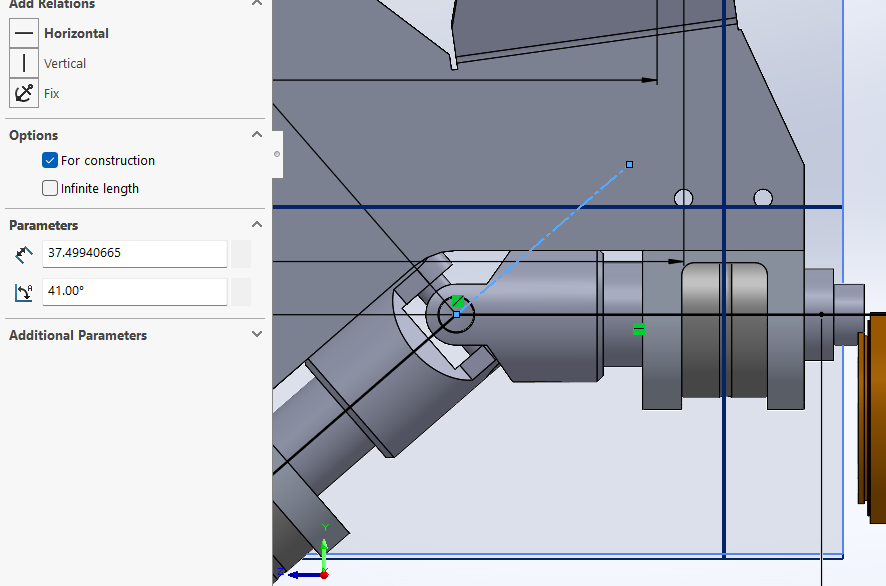 Add Relations
Horizontal
Vertical
Fix
Options
For construction
Infinite length
Parameters
37.49940665
41.00°
Additional Parameters
Y
Z